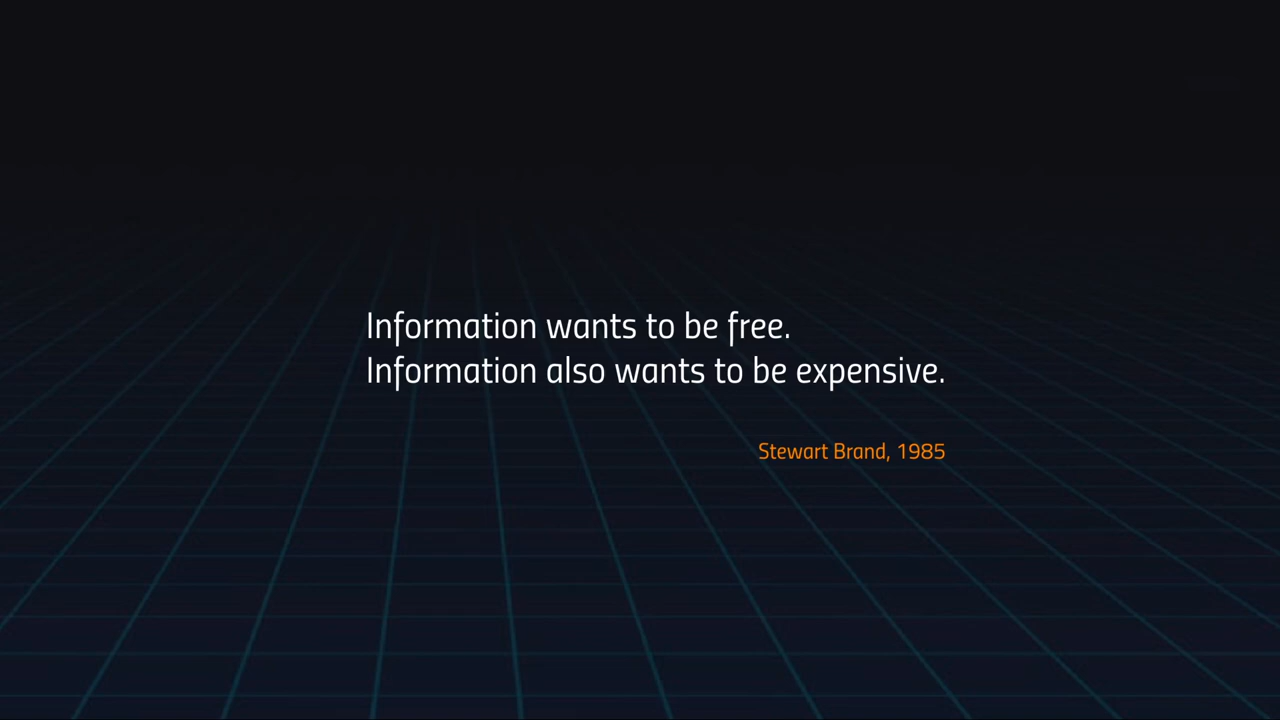 Information wants to be free.
Information also wants to be expensive.
Stewart Brand, 1985